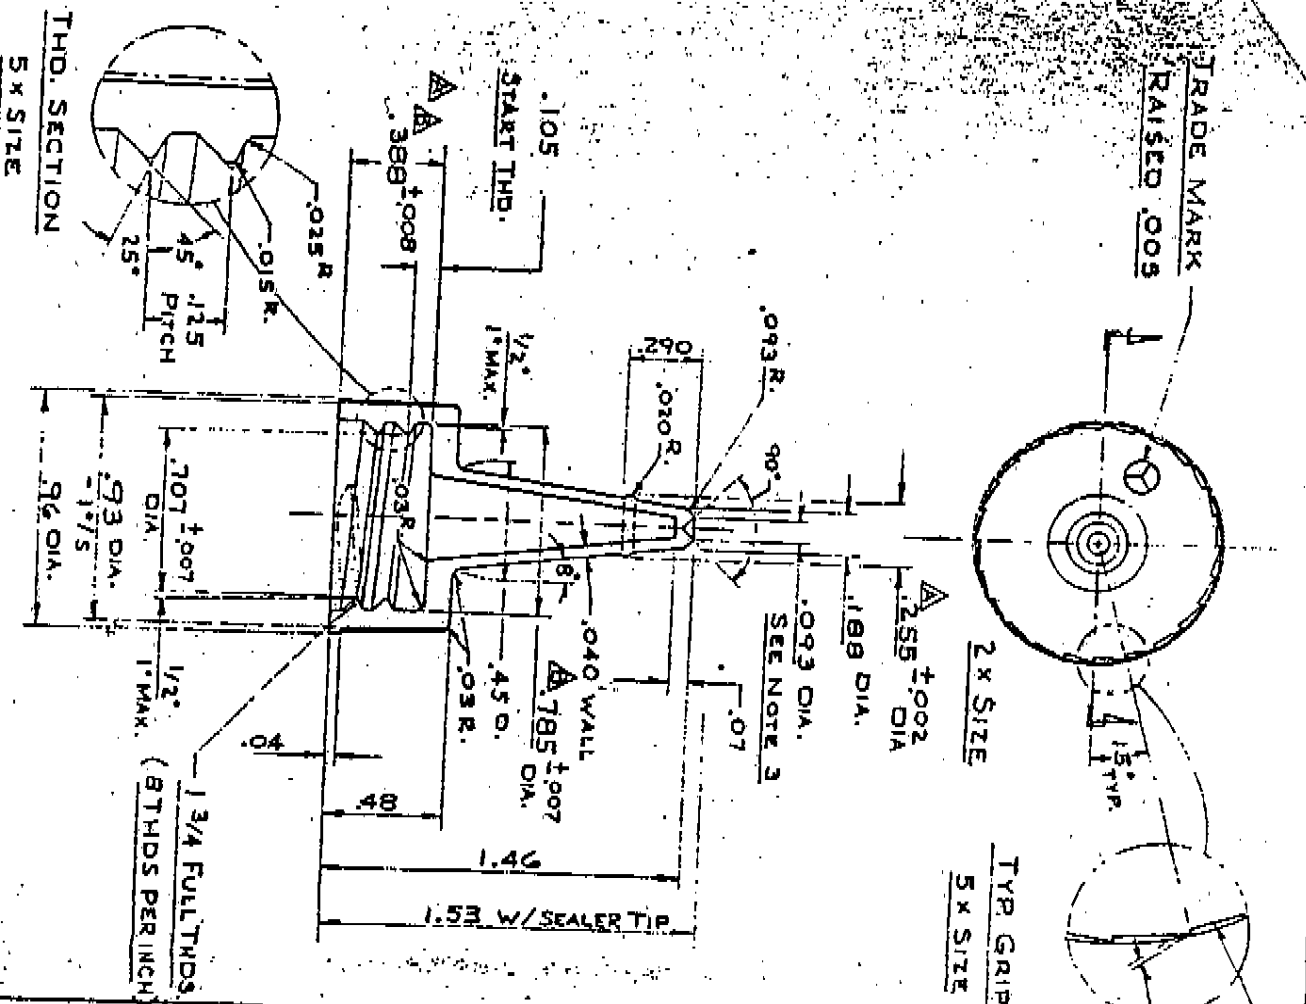 TRADE MARK
RAISED .005
2 x SIZE
15°
TYP.
TYP GRIP
5 x SIZE
.105
START THD.
A
B
.388 ±.008
THD. SECTION
5 x SIZE
.025 R
.015 R.
45°
25°
.125
PITCH
1/2°
1° MAX.
.290
.093 R.
.020 R.
90°
A
.255 ±.002
DIA
.188 DIA.
.093 DIA.
SEE NOTE 3
.07
.040 WALL
8°
B
.785 ±.007
DIA.
.45 D.
.03 R.
.03 R.
.707 ±.007
DIA.
.93 DIA.
.96 DIA.
1/2°
1° MAX.
.04
.48
1.46
1.53 W/SEALER TIP
1 3/4 FULL THDS.
(8 THDS PER INCH)